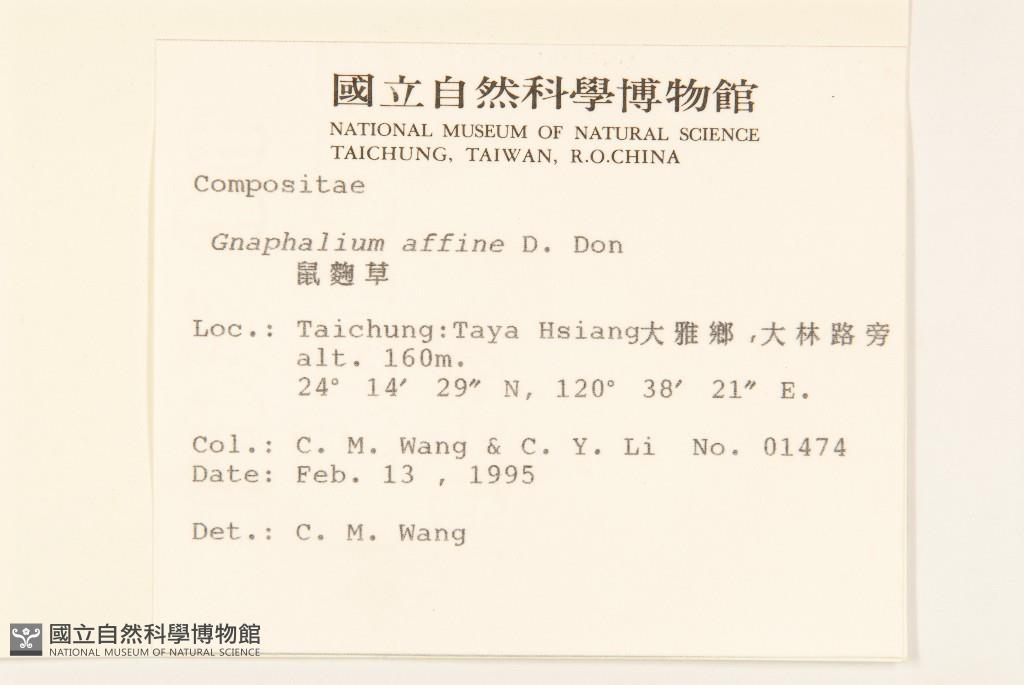 國立自然科學博物館
NATIONAL MUSEUM OF NATURAL SCIENCE
TAICHUNG, TAIWAN, R.O.CHINA
Compositae
Gnaphalium affine D. Don
鼠麴草
Loc.: Taichung:Taya Hsiang大雅鄉,大林路旁
alt. 160m.
24° 14′ 29″ N, 120° 38′ 21″ E.
Col.: C. M. Wang & C. Y. Li No. 01474
Date: Feb. 13 , 1995
Det.: C. M. Wang
國立自然科學博物館
NATIONAL MUSEUM OF NATURAL SCIENCE